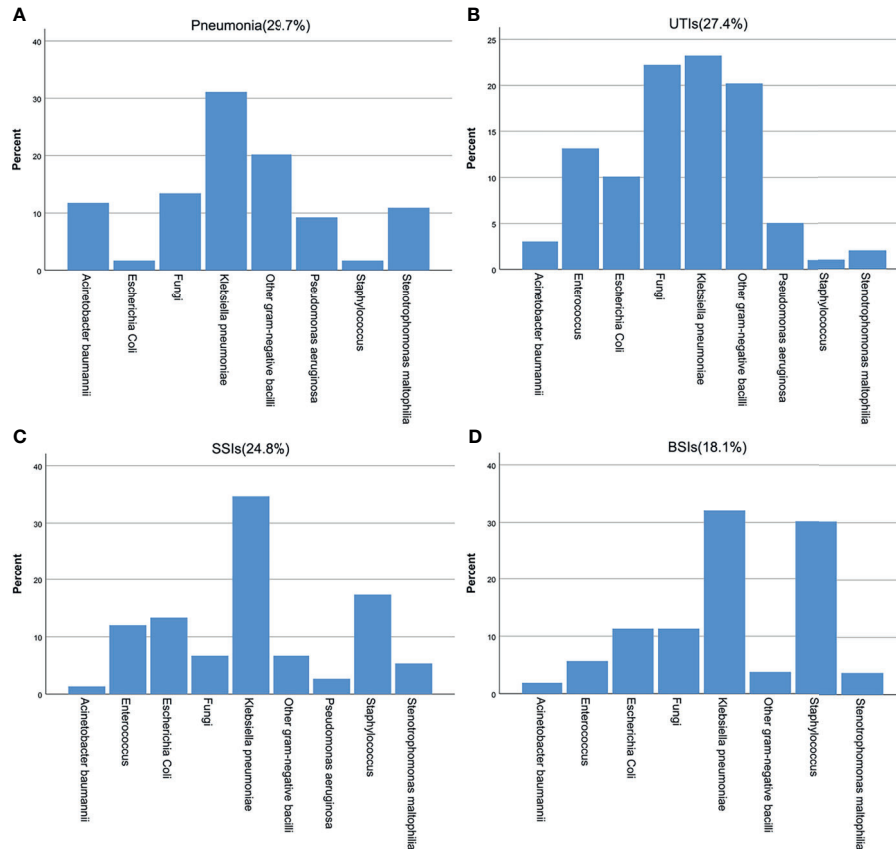 A
Pneumonia(29.7%)
Percent
40
30
20
10
0
Acinetobacter baumannii
Escherichia Coli
Fungi
Klebsiella pneumoniae
Other gram-negative bacilli
Pseudomonas aeruginosa
Staphylococcus
Stenotrophomonas maltophilia
B
UTIs(27.4%)
Percent
25
20
15
10
5
0
Acinetobacter baumannii
Enterococcus
Escherichia Coli
Fungi
Klebsiella pneumoniae
Other gram-negative bacilli
Pseudomonas aeruginosa
Staphylococcus
Stenotrophomonas maltophilia
C
SSIs(24.8%)
Percent
40
30
20
10
0
Acinetobacter baumannii
Enterococcus
Escherichia Coli
Fungi
Klebsiella pneumoniae
Other gram-negative bacilli
Pseudomonas aeruginosa
Staphylococcus
Stenotrophomonas maltophilia
D
BSIs(18.1%)
Percent
40
30
20
10
0
Acinetobacter baumannii
Enterococcus
Escherichia Coli
Fungi
Klebsiella pneumoniae
Other gram-negative bacilli
Staphylococcus
Stenotrophomonas maltophilia